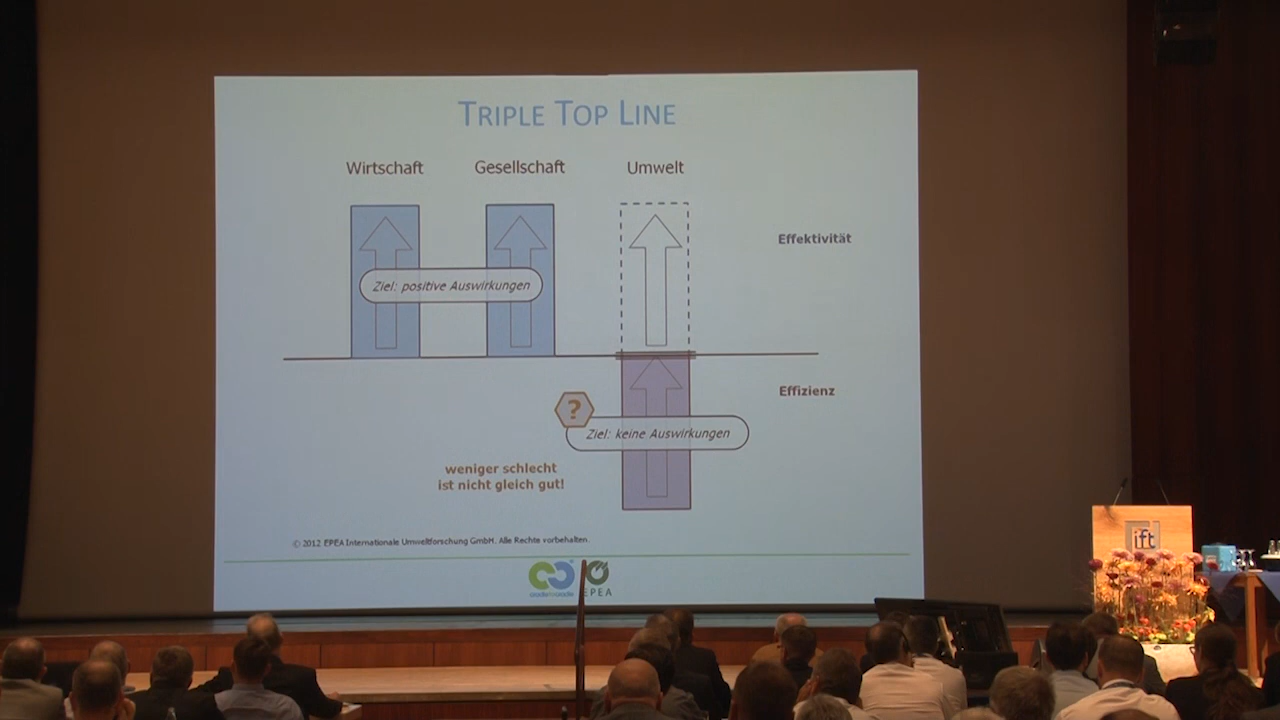 TRIPLE TOP LINE
Wirtschaft
Gesellschaft
Umwelt
Effektivität
Ziel: positive Auswirkungen
Effizienz
?
Ziel: keine Auswirkungen
weniger schlecht
ist nicht gleich gut!
© 2012 EPEA Internationale Umweltforschung GmbH. Alle Rechte vorbehalten.
EPEA
ift